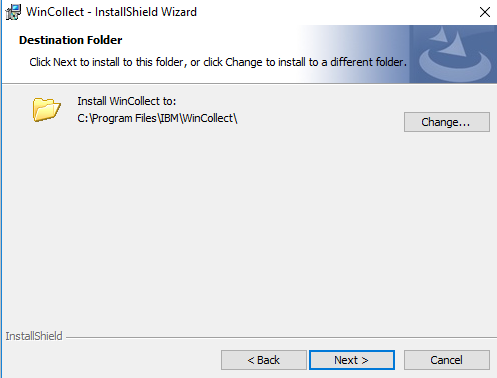 WinCollect - InstallShield Wizard
Destination Folder
Click Next to install to this folder, or click Change to install to a different folder.
Install WinCollect to:
C:\Program Files\IBM\WinCollect\
Change...
InstallShield
< Back
Next >
Cancel